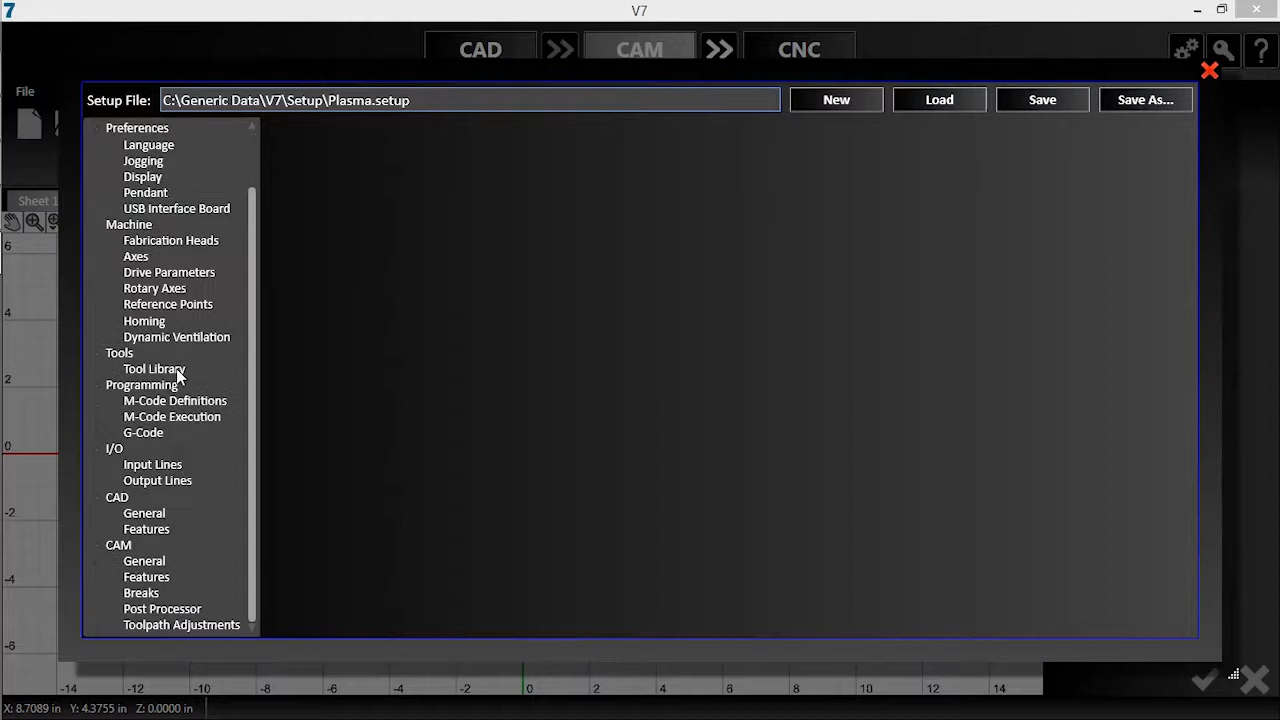 7
V7
CAD
CAM
CNC
File
Setup File: C:\Generic Data\V7\Setup\Plasma.setup New Load Save Save As...
Preferences
Language
Jogging
Display
Pendant
USB Interface Board
Machine
Fabrication Heads
Axes
Drive Parameters
Rotary Axes
Reference Points
Homing
Dynamic Ventilation
Tools
Tool Library
Programming
M-Code Definitions
M-Code Execution
G-Code
I/O
Input Lines
Output Lines
CAD
General
Features
CAM
General
Features
Breaks
Post Processor
Toolpath Adjustments
Sheet 1
6
4
2
0
-2
-4
-6
-14 -12 -10 -8 -6 -4 -2 0 2 4 6 8 10 12 14
X: 8.7089 in Y: 4.3755 in Z: 0.0000 in